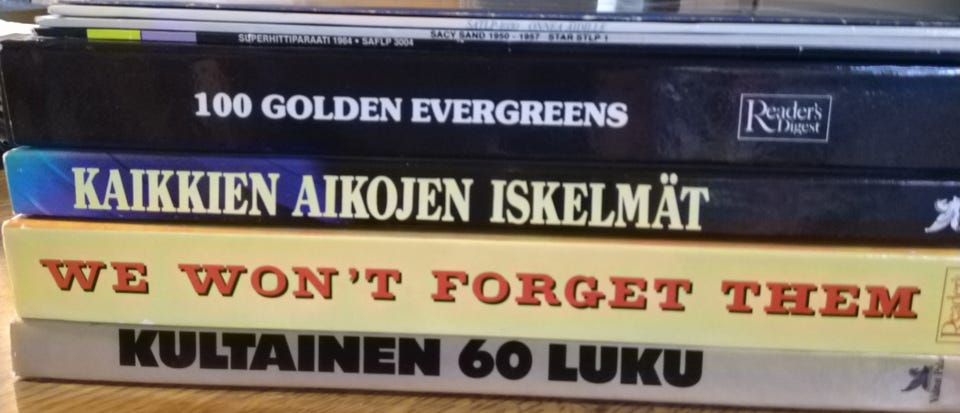 SUPERHITTIPARAATI 1984 • SAFLP 3004
SACY SAND 1950 - 1957 STAR STLP 1
100 GOLDEN EVERGREENS
Reader's
Digest
KAIKKIEN AIKOJEN ISKELMÄT
WE WON'T FORGET THEM
KULTAINEN 60 LUKU